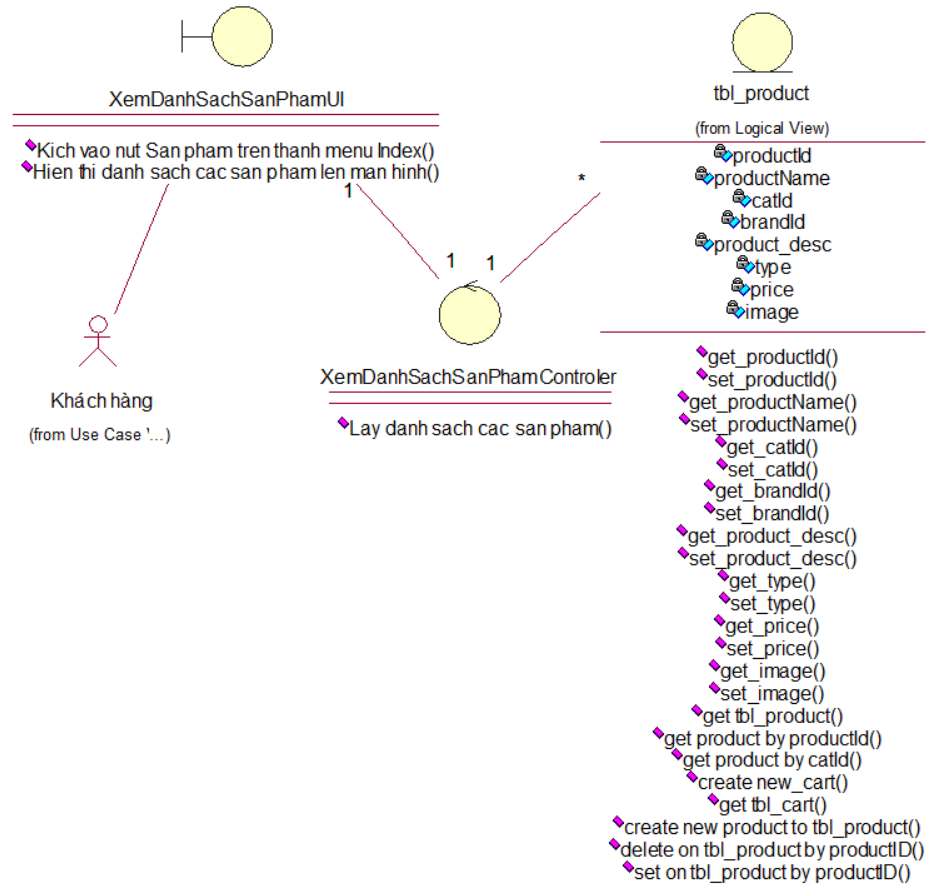 XemDanhSachSanPhamUI
Kich vao nut San pham tren thanh menu Index()
Hien thi danh sach cac san pham len man hinh()
1
1
Khách hàng
(from Use Case '...)
XemDanhSachSanPhamControler
Lay danh sach cac san pham()
1
*
tbl_product
(from Logical View)
productId
productName
catId
brandId
product_desc
type
price
image
get_productId()
set_productId()
get_productName()
set_productName()
get_catId()
set_catId()
get_brandId()
set_brandId()
get_product_desc()
set_product_desc()
get_type()
set_type()
get_price()
set_price()
get_image()
set_image()
get tbl_product()
get product by productId()
get product by catId()
create new_cart()
get tbl_cart()
create new product to tbl_product()
delete on tbl_product by productID()
set on tbl_product by productID()